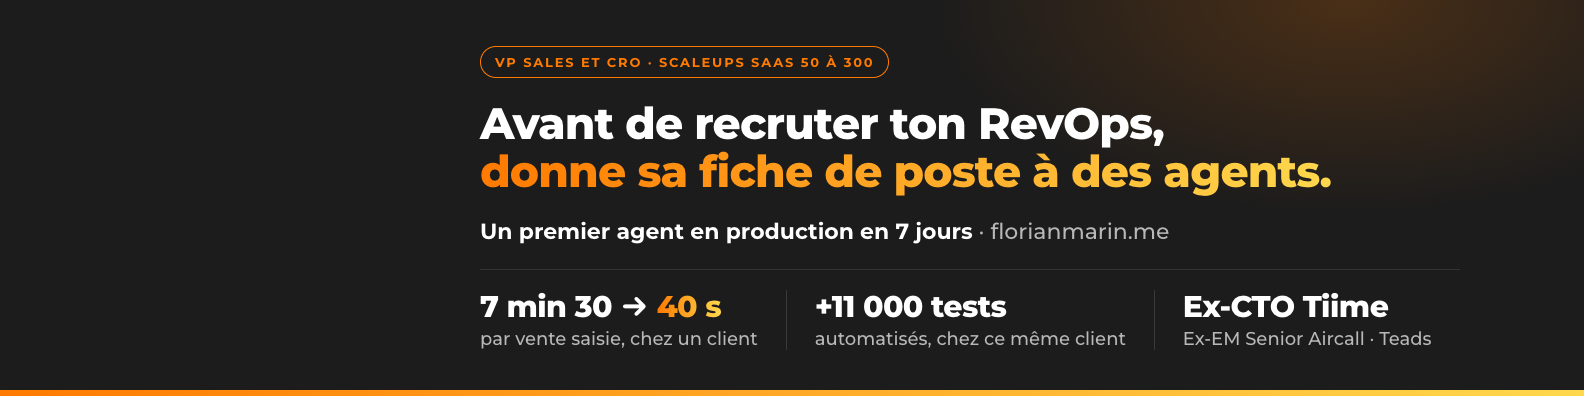 VP SALES ET CRO · SCALEUPS SAAS 50 À 300
Avant de recruter ton RevOps,
donne sa fiche de poste à des agents.
Un premier agent en production en 7 jours · florianmarin.me
7 min 30 → 40 s
par vente saisie, chez un client
+11 000 tests
automatisés, chez ce même client
Ex-CTO Tiime
Ex-EM Senior Aircall · Teads